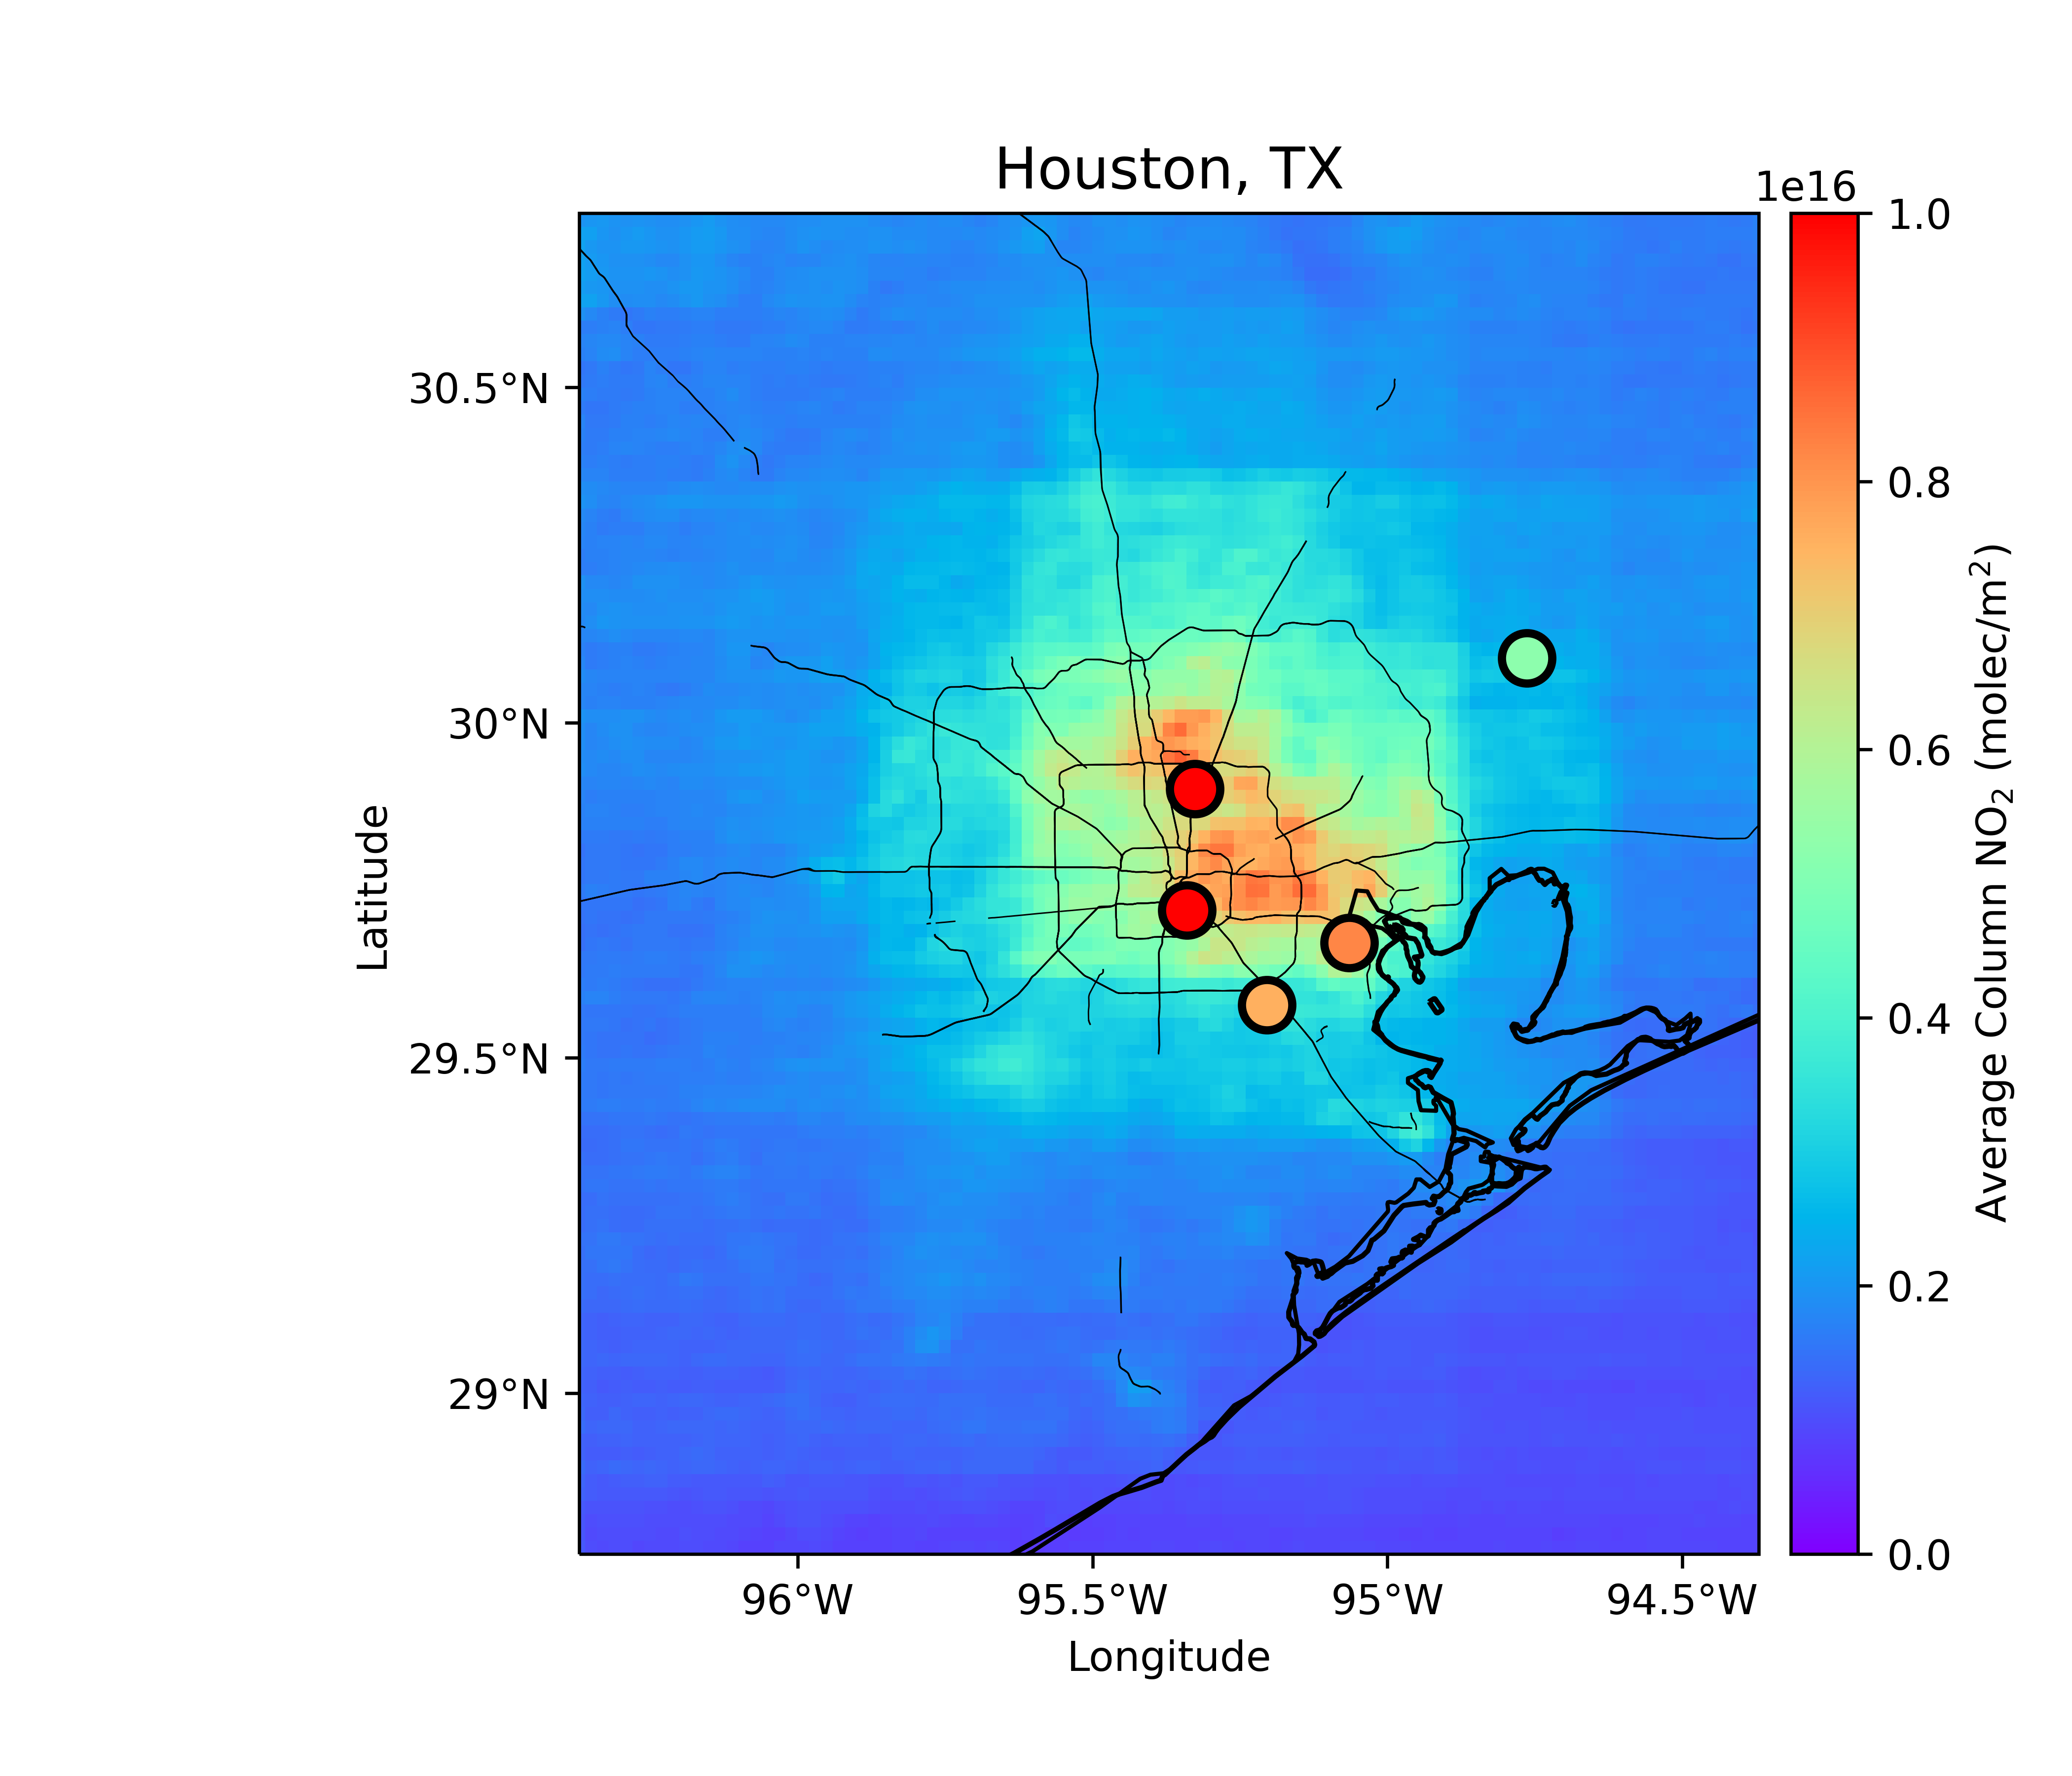 Houston, TX
1e16
1.0
0.8
0.6
0.4
0.2
0.0
Average Column NO₂ (molec/m²)
30.5°N
30°N
29.5°N
29°N
Latitude
96°W
95.5°W
95°W
94.5°W
Longitude